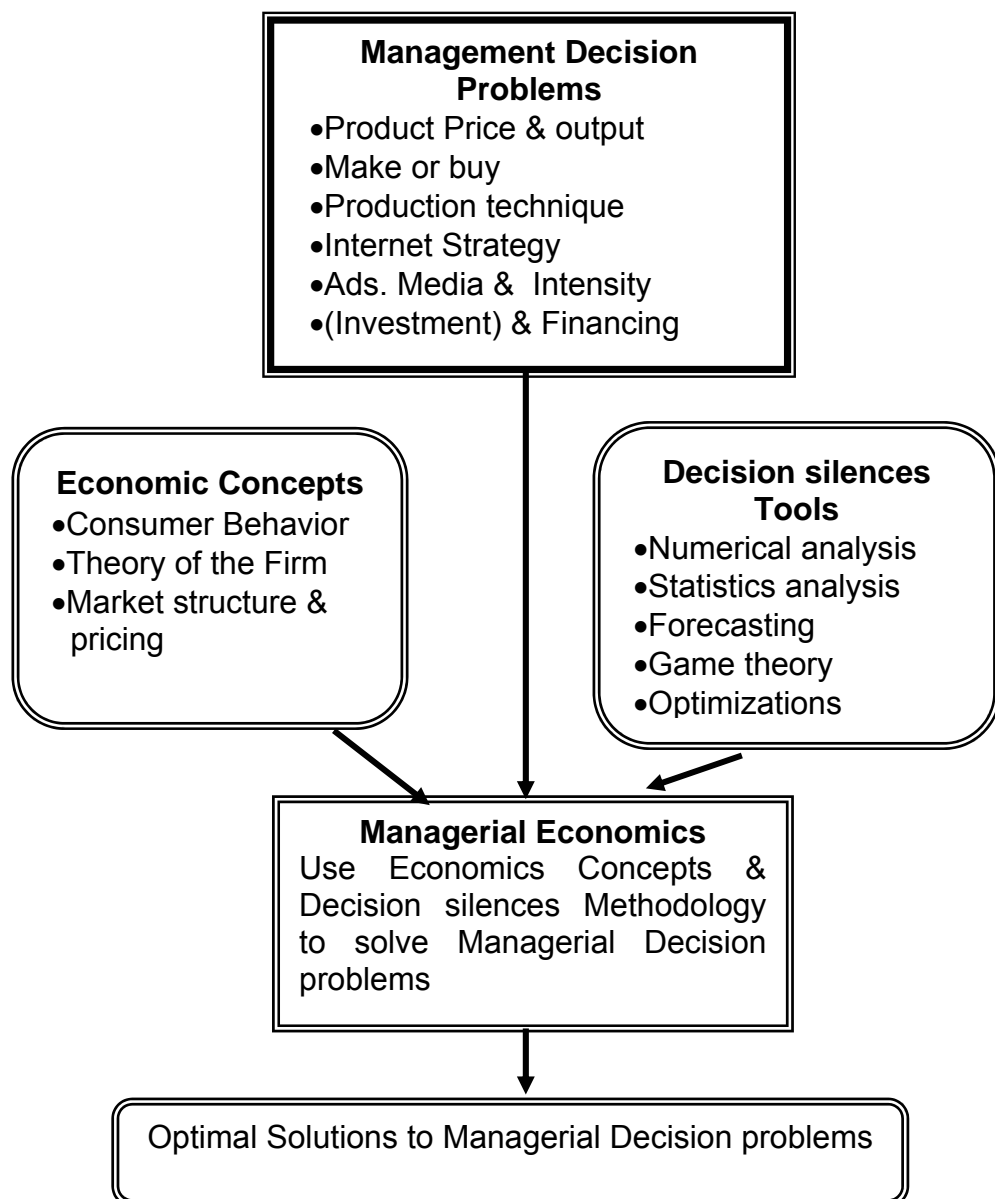 Management Decision
Problems
•Product Price & output
•Make or buy
•Production technique
•Internet Strategy
•Ads. Media & Intensity
•(Investment) & Financing
Economic Concepts
•Consumer Behavior
•Theory of the Firm
•Market structure &
pricing
Decision silences
Tools
•Numerical analysis
•Statistics analysis
•Forecasting
•Game theory
•Optimizations
Managerial Economics
Use Economics Concepts &
Decision silences Methodology
to solve Managerial Decision
problems
Optimal Solutions to Managerial Decision problems